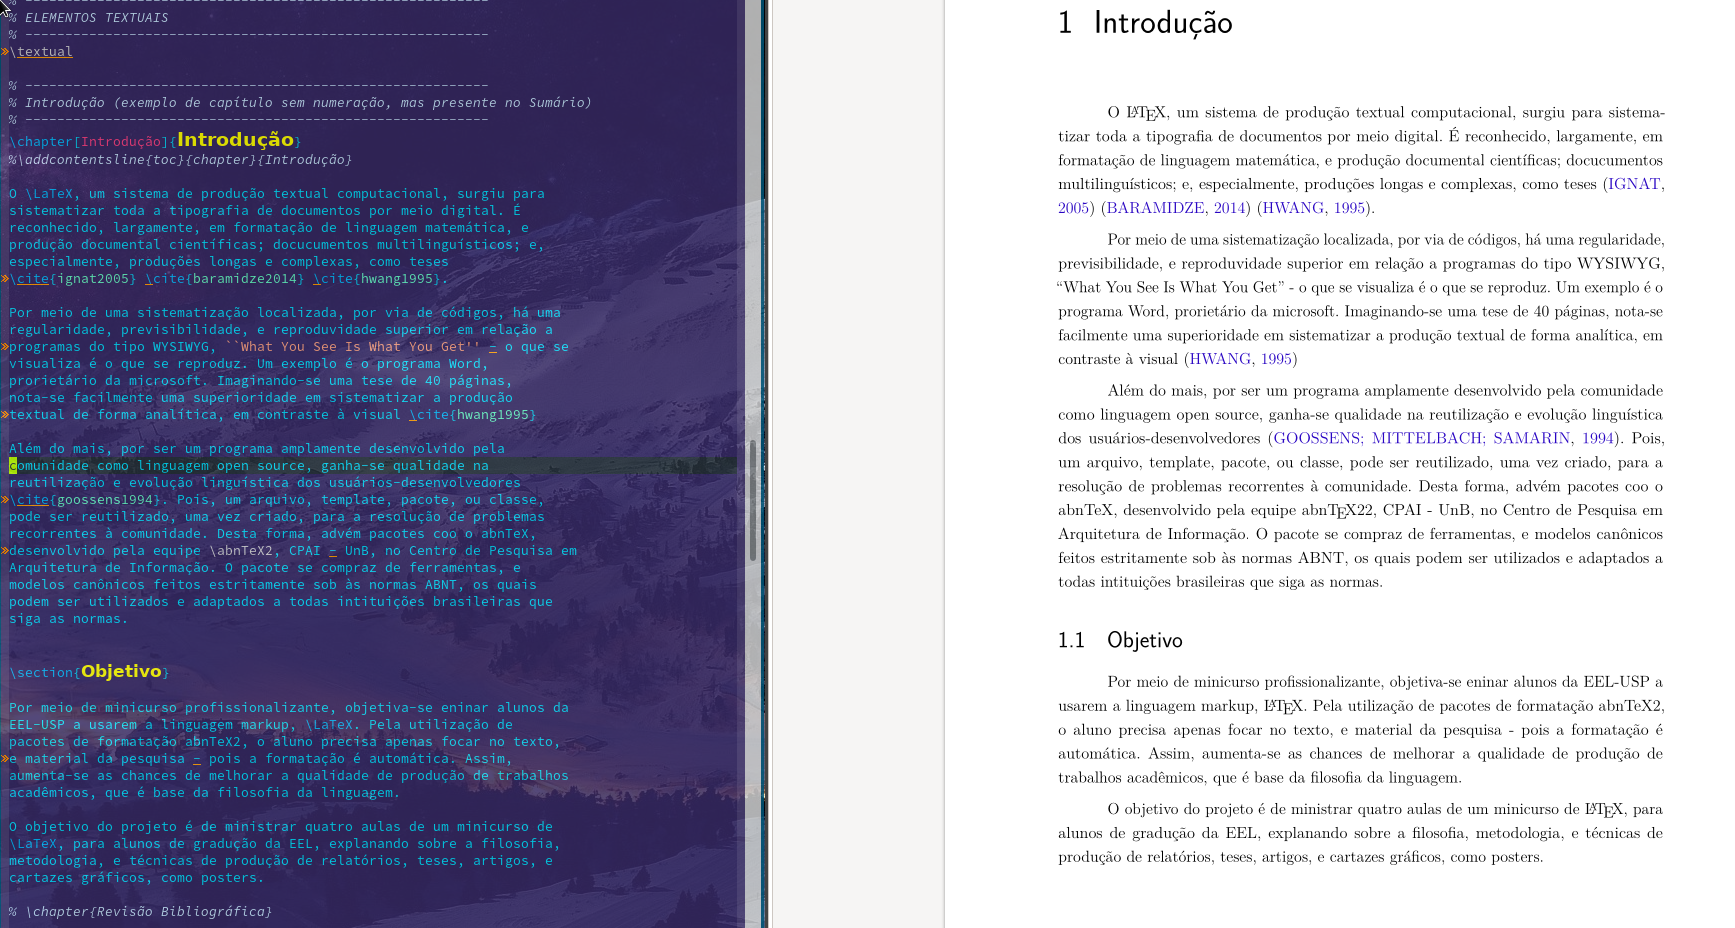 % ----------------------------------------------------------
% ELEMENTOS TEXTUAIS
% ----------------------------------------------------------
»\textual
% ----------------------------------------------------------
% Introdução (exemplo de capítulo sem numeração, mas presente no Sumário)
% ----------------------------------------------------------
\chapter[Introdução]{Introdução}
%\addcontentsline{toc}{chapter}{Introdução}
O \LaTeX, um sistema de produção textual computacional, surgiu para
sistematizar toda a tipografia de documentos por meio digital. É
reconhecido, largamente, em formatação de linguagem matemática, e
produção documental científicas; docucumentos multilinguísticos; e,
especialmente, produções longas e complexas, como teses
»\cite{ignat2005} \cite{baramidze2014} \cite{hwang1995}.
Por meio de uma sistematização localizada, por via de códigos, há uma
regularidade, previsibilidade, e reproduvidade superior em relação a
»programas do tipo WYSIWYG, ``What You See Is What You Get'' - o que se
visualiza é o que se reproduz. Um exemplo é o programa Word,
prorietário da microsoft. Imaginando-se uma tese de 40 páginas,
nota-se facilmente uma superioridade em sistematizar a produção
»textual de forma analítica, em contraste à visual \cite{hwang1995}
Além do mais, por ser um programa amplamente desenvolvido pela
comunidade como linguagem open source, ganha-se qualidade na
reutilização e evolução linguística dos usuários-desenvolvedores
»\cite{goossens1994}. Pois, um arquivo, template, pacote, ou classe,
pode ser reutilizado, uma vez criado, para a resolução de problemas
recorrentes à comunidade. Desta forma, advém pacotes coo o abnTeX,
»desenvolvido pela equipe \abnTeX2, CPAI - UnB, no Centro de Pesquisa em
Arquitetura de Informação. O pacote se compraz de ferramentas, e
modelos canônicos feitos estritamente sob às normas ABNT, os quais
podem ser utilizados e adaptados a todas intituições brasileiras que
siga as normas.
\section{Objetivo}
Por meio de minicurso profissionalizante, objetiva-se eninar alunos da
EEL-USP a usarem a linguagem markup, \LaTeX. Pela utilização de
pacotes de formatação abnTeX2, o aluno precisa apenas focar no texto,
»e material da pesquisa - pois a formatação é automática. Assim,
aumenta-se as chances de melhorar a qualidade de produção de trabalhos
acadêmicos, que é base da filosofia da linguagem.
O objetivo do projeto é de ministrar quatro aulas de um minicurso de
\LaTeX, para alunos de gradução da EEL, explanando sobre a filosofia,
metodologia, e técnicas de produção de relatórios, teses, artigos, e
cartazes gráficos, como posters.
% \chapter{Revisão Bibliográfica}
1 Introdução
O LATEX, um sistema de produção textual computacional, surgiu para sistema-
tizar toda a tipografia de documentos por meio digital. É reconhecido, largamente, em
formatação de linguagem matemática, e produção documental científicas; docucumentos
multilinguísticos; e, especialmente, produções longas e complexas, como teses (IGNAT,
2005) (BARAMIDZE, 2014) (HWANG, 1995).
Por meio de uma sistematização localizada, por via de códigos, há uma regularidade,
previsibilidade, e reproduvidade superior em relação a programas do tipo WYSIWYG,
“What You See Is What You Get” - o que se visualiza é o que se reproduz. Um exemplo é o
programa Word, prorietário da microsoft. Imaginando-se uma tese de 40 páginas, nota-se
facilmente uma superioridade em sistematizar a produção textual de forma analítica, em
contraste à visual (HWANG, 1995)
Além do mais, por ser um programa amplamente desenvolvido pela comunidade
como linguagem open source, ganha-se qualidade na reutilização e evolução linguística
dos usuários-desenvolvedores (GOOSSENS; MITTELBACH; SAMARIN, 1994). Pois,
um arquivo, template, pacote, ou classe, pode ser reutilizado, uma vez criado, para a
resolução de problemas recorrentes à comunidade. Desta forma, advém pacotes coo o
abnTeX, desenvolvido pela equipe abnTEX22, CPAI - UnB, no Centro de Pesquisa em
Arquitetura de Informação. O pacote se compraz de ferramentas, e modelos canônicos
feitos estritamente sob às normas ABNT, os quais podem ser utilizados e adaptados a
todas intituições brasileiras que siga as normas.
1.1 Objetivo
Por meio de minicurso profissionalizante, objetiva-se eninar alunos da EEL-USP a
usarem a linguagem markup, LATEX. Pela utilização de pacotes de formatação abnTeX2,
o aluno precisa apenas focar no texto, e material da pesquisa - pois a formatação é
automática. Assim, aumenta-se as chances de melhorar a qualidade de produção de
trabalhos acadêmicos, que é base da filosofia da linguagem.
O objetivo do projeto é de ministrar quatro aulas de um minicurso de LATEX, para
alunos de gradução da EEL, explanando sobre a filosofia, metodologia, e técnicas de
produção de relatórios, teses, artigos, e cartazes gráficos, como posters.